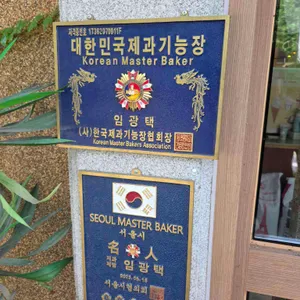 대한민국제과기능장
Korean Master Baker
임광택
(사)한국제과기능장협회장
Korean Master Bakers Association
SEOUL MASTER BAKER
서울시
名人
임광택